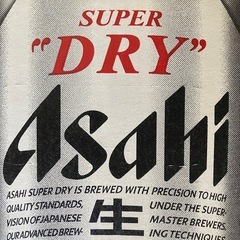 SUPER
"DRY"
Asahi
ASAHI SUPER DRY IS BREWED WITH PRECISION TO HIGH
QUALITY STANDARDS, UNDER THE SUPER-
VISION OF JAPANESE MASTER BREWERS.
OUR ADVANCED BREW- ING TECHNIQUES
生